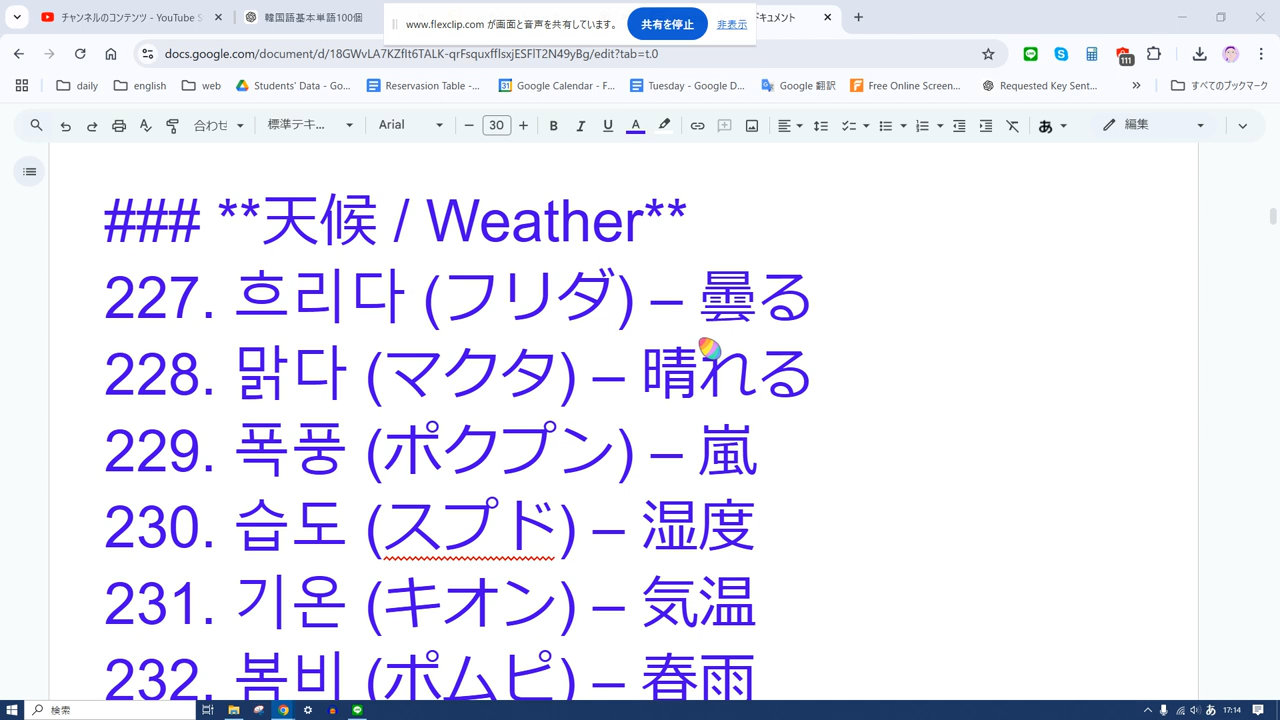 チャンネルのコンテンツ - YouTube S
韓国語基本単語100個
www.flexclip.com が画面と音声を共有しています。
共有を停止
非表示
ドキュメント
docs.google.com/document/d/18GWvLA7KZflt6TALK-qrFsquxfflsxjESFlT2N49yBg/edit?tab=t.0
111
daily
english
web
Students' Data - Go...
Reservasion Table -...
Google Calendar - F...
Tuesday - Google D...
Google 翻訳
Free Online Screen...
Requested Key Sent...
すべてのブックマーク
合わせ
標準テキ...
Arial
30
編集
### **天候 / Weather**
227. 흐리다 (フリダ) – 曇る
228. 맑다 (マクタ) – 晴れる
229. 폭풍 (ポクプン) – 嵐
230. 습도 (スプド) – 湿度
231. 기온 (キオン) – 気温
232. 봄비 (ポムピ) – 春雨
検索
あ
17:14